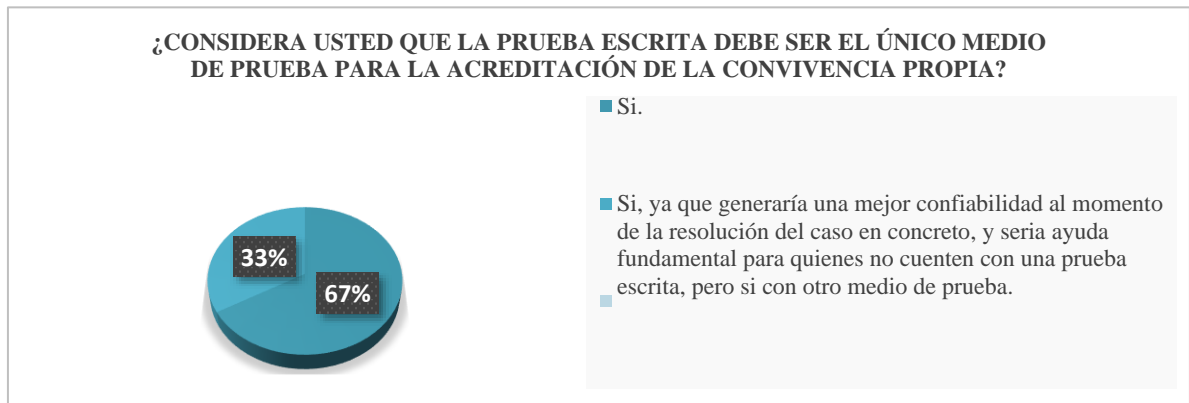 ¿CONSIDERA USTED QUE LA PRUEBA ESCRITA DEBE SER EL ÚNICO MEDIO
DE PRUEBA PARA LA ACREDITACIÓN DE LA CONVIVENCIA PROPIA?
Si.
Si, ya que generaría una mejor confiabilidad al momento
de la resolución del caso en concreto, y seria ayuda
fundamental para quienes no cuenten con una prueba
escrita, pero si con otro medio de prueba.
33%
67%